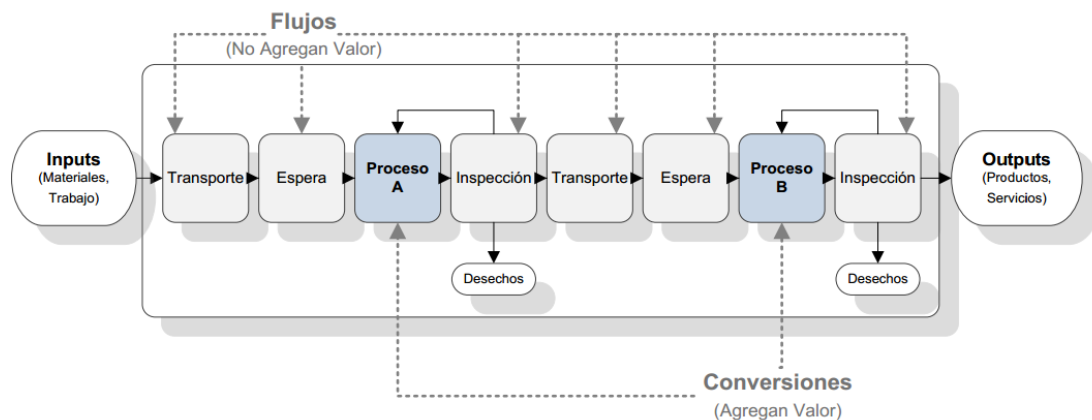 Flujos
(No Agregan Valor)
Inputs
(Materiales,
Trabajo)
Transporte
Espera
Proceso
A
Inspección
Transporte
Espera
Proceso
B
Inspección
Outputs
(Productos,
Servicios)
Desechos
Desechos
Conversiones
(Agregan Valor)